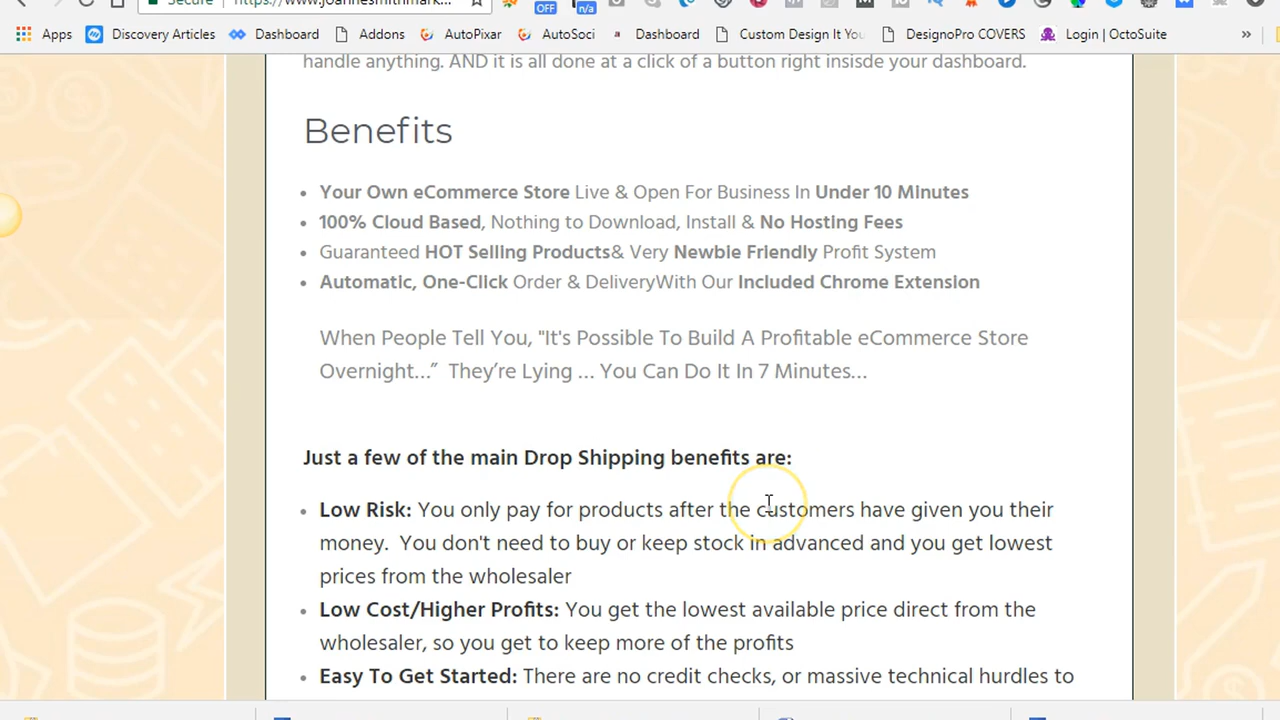 Secure https://www.joannesmithmark...
OFF n/a
Apps Discovery Articles Dashboard Addons AutoPixar AutoSoci Dashboard Custom Design It You DesignoPro COVERS Login | OctoSuite »
handle anything. AND it is all done at a click of a button right insisde your dashboard.
Benefits
• Your Own eCommerce Store Live & Open For Business In Under 10 Minutes
• 100% Cloud Based, Nothing to Download, Install & No Hosting Fees
• Guaranteed HOT Selling Products& Very Newbie Friendly Profit System
• Automatic, One-Click Order & DeliveryWith Our Included Chrome Extension
When People Tell You, "It's Possible To Build A Profitable eCommerce Store
Overnight...” They’re Lying ... You Can Do It In 7 Minutes...
Just a few of the main Drop Shipping benefits are:
• Low Risk: You only pay for products after the customers have given you their
money. You don't need to buy or keep stock in advanced and you get lowest
prices from the wholesaler
• Low Cost/Higher Profits: You get the lowest available price direct from the
wholesaler, so you get to keep more of the profits
• Easy To Get Started: There are no credit checks, or massive technical hurdles to